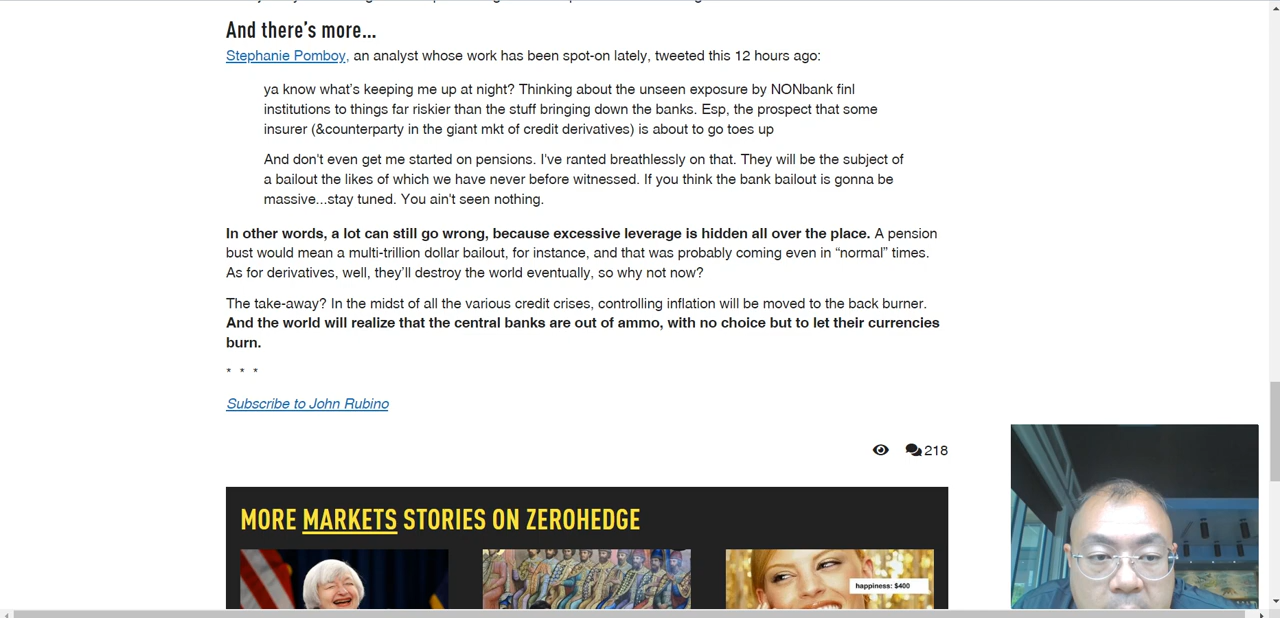 And there's more...
Stephanie Pomboy, an analyst whose work has been spot-on lately, tweeted this 12 hours ago:
ya know what's keeping me up at night? Thinking about the unseen exposure by NONbank finl
institutions to things far riskier than the stuff bringing down the banks. Esp, the prospect that some
insurer (&counterparty in the giant mkt of credit derivatives) is about to go toes up
And don't even get me started on pensions. I've ranted breathlessly on that. They will be the subject of
a bailout the likes of which we have never before witnessed. If you think the bank bailout is gonna be
massive...stay tuned. You ain't seen nothing.
In other words, a lot can still go wrong, because excessive leverage is hidden all over the place. A pension
bust would mean a multi-trillion dollar bailout, for instance, and that was probably coming even in “normal” times.
As for derivatives, well, they'll destroy the world eventually, so why not now?
The take-away? In the midst of all the various credit crises, controlling inflation will be moved to the back burner.
And the world will realize that the central banks are out of ammo, with no choice but to let their currencies
burn.
* * *
Subscribe to John Rubino
218
MORE MARKETS STORIES ON ZEROHEDGE
happiness: $400